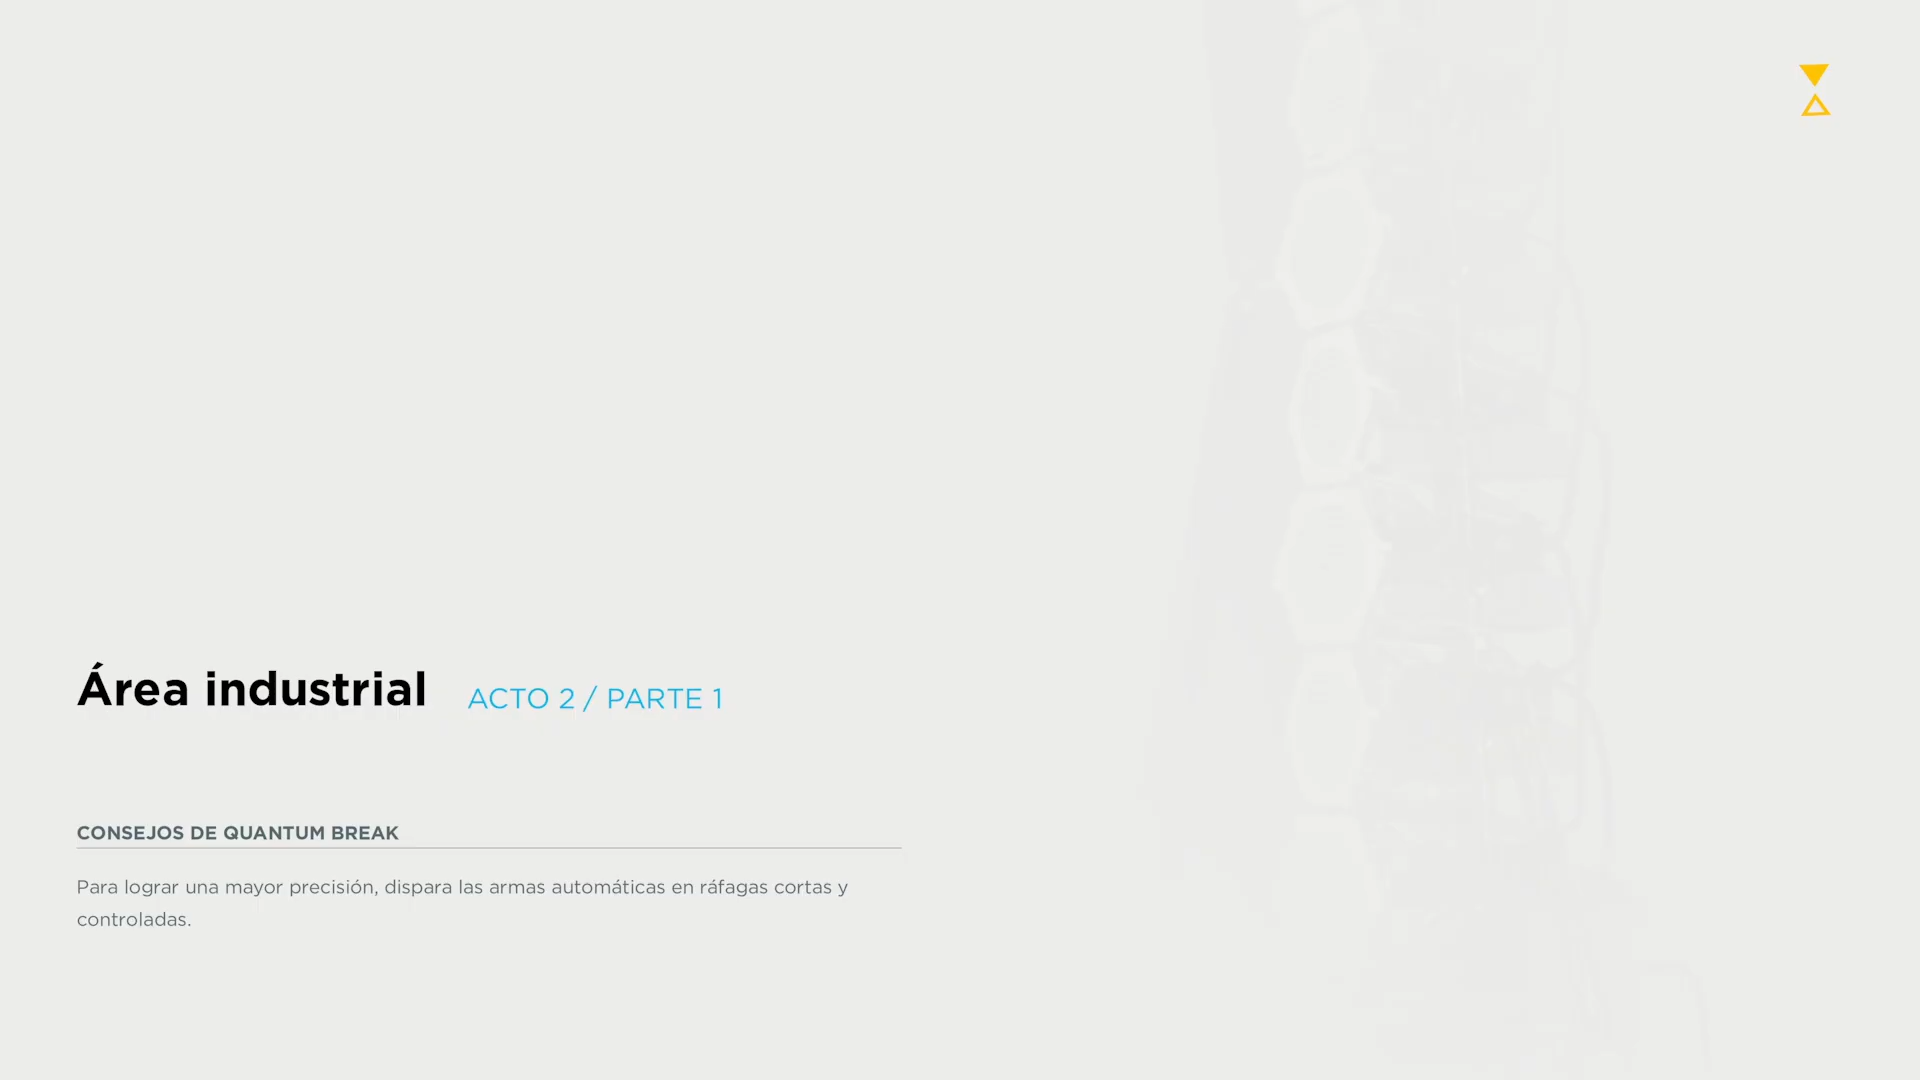 Área industrial ACTO 2 / PARTE 1
CONSEJOS DE QUANTUM BREAK
Para lograr una mayor precisión, dispara las armas automáticas en ráfagas cortas y
controladas.